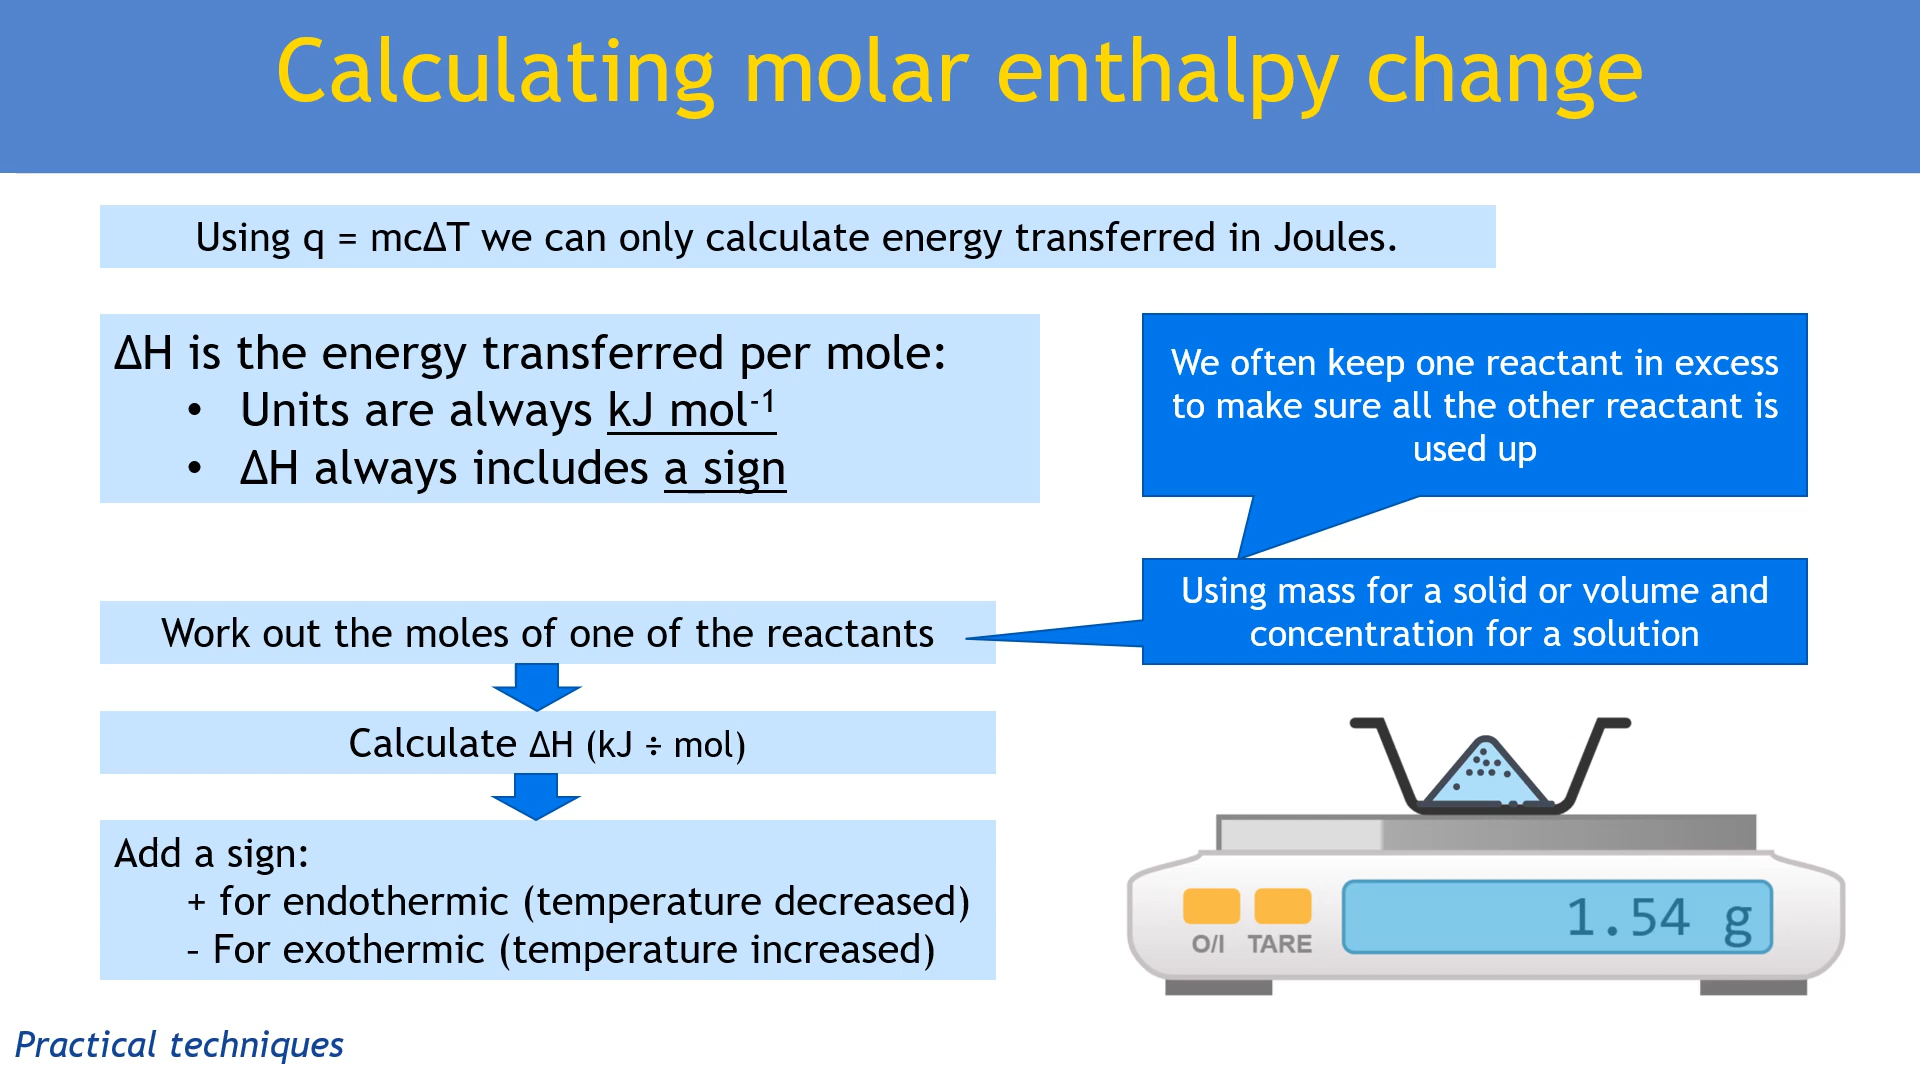 Calculating molar enthalpy change
Using q = mcΔT we can only calculate energy transferred in Joules.
ΔH is the energy transferred per mole:
• Units are always kJ mol⁻¹
• ΔH always includes a sign
We often keep one reactant in excess
to make sure all the other reactant is
used up
Using mass for a solid or volume and
concentration for a solution
Work out the moles of one of the reactants
Calculate ΔH (kJ ÷ mol)
Add a sign:
+ for endothermic (temperature decreased)
– For exothermic (temperature increased)
1.54 g
O/I TARE
Practical techniques